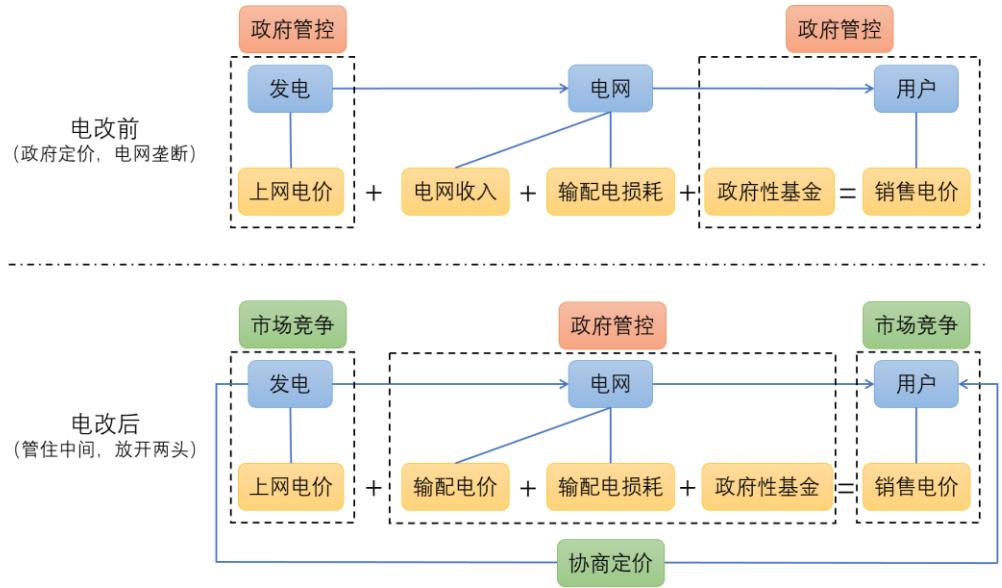 政府管控
政府管控
发电
电网
用户
电改前
（政府定价，电网垄断）
上网电价 + 电网收入 + 输配电损耗 + 政府性基金 = 销售电价
市场竞争
政府管控
市场竞争
发电
电网
用户
电改后
（管住中间，放开两头）
上网电价 + 输配电价 + 输配电损耗 + 政府性基金 = 销售电价
协商定价